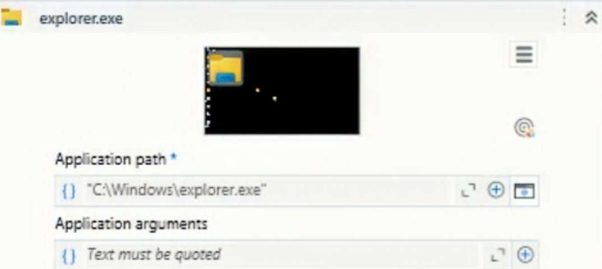 explorer.exe
Application path *
{} "C:\Windows\explorer.exe"
Application arguments
{} Text must be quoted